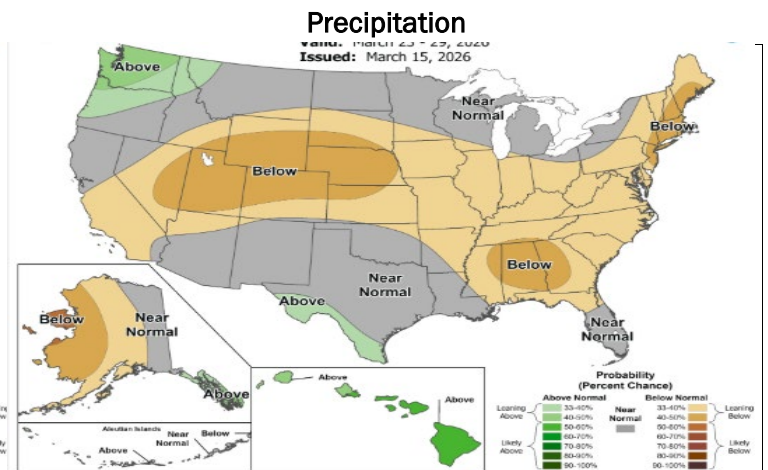 Precipitation
Valid: March 23 - 29, 2026
Issued: March 15, 2026
Above
Near
Normal
Below
Below
Near
Normal
Below
Above
Near
Normal
Below
Near
Normal
Above
Above
Above
Aleutian Islands
Near
Normal
Below
Above
Probability
(Percent Chance)
Above Normal
Near
Normal
Below Normal
Leaning
Above
Likely
Above
33-40%
40-50%
50-60%
60-70%
70-80%
80-90%
90-100%
33-40%
40-50%
50-60%
60-70%
70-80%
80-90%
90-100%
Leaning
Below
Likely
Below